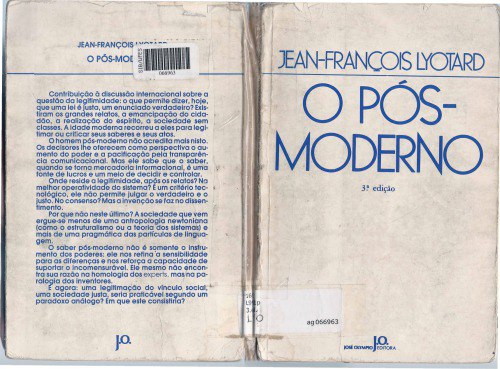 JEAN-FRANÇOIS LYOTARD
O PÓS-MOD
066963
Contribuição à discussão internacional sobre a
questão da legitimidade: o que permite dizer, hoje,
que uma lei é justa, um enunciado verdadeiro? Exis-
tiram os grandes relatos, a emancipação do cida-
dão, a realização do espírito, a sociedade sem
classes. A idade moderna recorreu a eles para legi-
timar ou criticar seus saberes e seus atos.
O homem pós-moderno não acredita mais nisto.
Os decisores lhe oferecem como perspectiva o au-
mento do poder e a pacificação pela transparên-
cia comunicacional. Mas ele sabe que o saber,
quando se torna mercadoria informacional, é uma
fonte de lucros e um meio de decidir e controlar.
Onde reside a legitimidade, após os relatos? Na
melhor operatividade do sistema? É um critério tec-
nológico, ele não permite julgar o verdadeiro e o
justo. No consenso? Mas a invenção se faz no dissen-
timento.
Por que não neste último? A sociedade que vem
ergue-se menos de uma antropologia newtoniana
(como o estruturalismo ou a teoria dos sistemas) e
mais de uma pragmática das partículas de lingua-
gem.
O saber pós-moderno não é somente o instru-
mento dos poderes: ele nos refina a sensibilidade
para as diferenças e nos reforça a capacidade de
suportar o incomensurável. Ele mesmo não encon-
tra sua razão na homologia dos experts, mas na pa-
ralogia dos inventores.
E agora: uma legitimação do vínculo social,
uma sociedade justa, seria praticável segundo um
paradoxo análogo? Em que este consistiria?
J.O.
JEAN-FRANÇOIS LYOTARD
O PÓS-
MODERNO
3ª edição
ag 066963
J.O.
JOSÉ OLYMPIO EDITORA